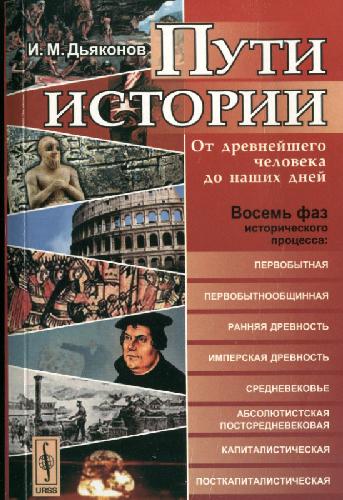 И. М. Дьяконов
Пути
истории
От древнейшего
человека
до наших дней
Восемь фаз
исторического
процесса:
ПЕРВОБЫТНАЯ
ПЕРВОБЫТНООБЩИННАЯ
РАННЯЯ ДРЕВНОСТЬ
ИМПЕРСКАЯ ДРЕВНОСТЬ
СРЕДНЕВЕКОВЬЕ
АБСОЛЮТИСТСКАЯ
ПОСТСРЕДНЕВЕКОВАЯ
КАПИТАЛИСТИЧЕСКАЯ
ПОСТКАПИТАЛИСТИЧЕСКАЯ
URSS